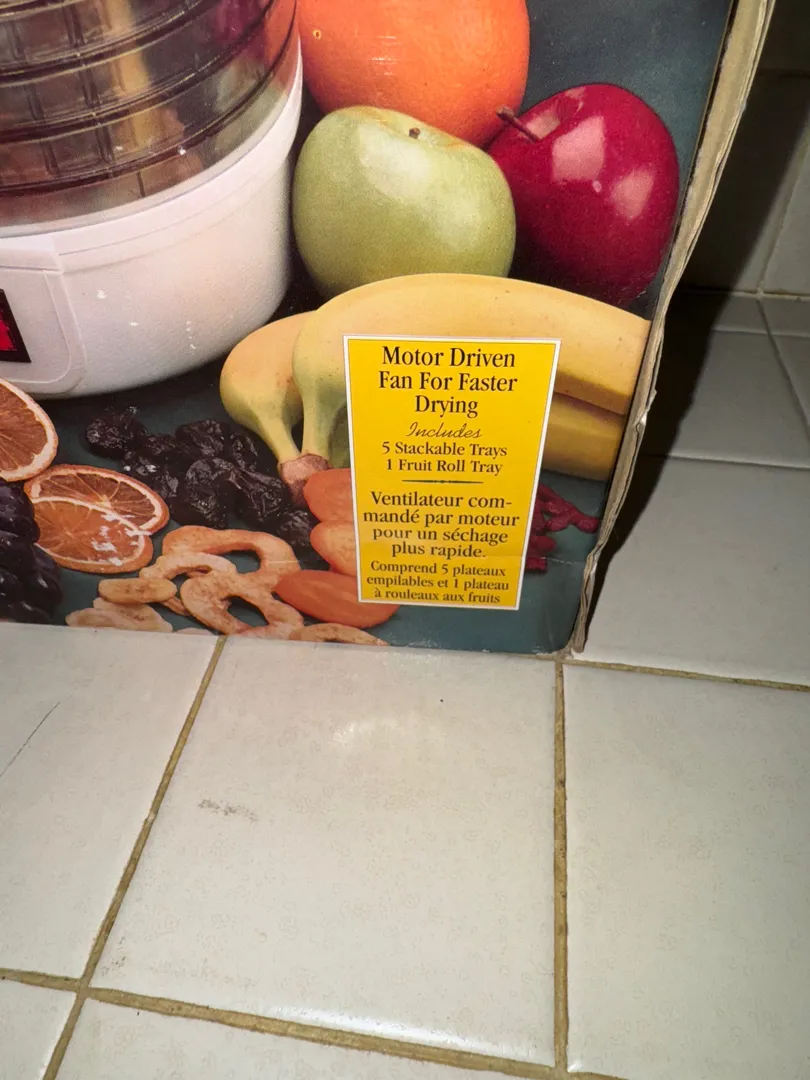 Motor Driven
Fan For Faster
Drying
Includes
5 Stackable Trays
1 Fruit Roll Tray
Ventilateur com-
mandé par moteur
pour un séchage
plus rapide.
Comprend 5 plateaux
empilables et 1 plateau
à rouleaux aux fruits